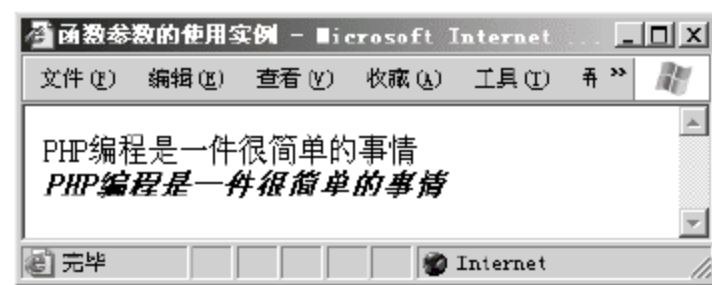 函数参数的使用实例 - Microsoft Internet ...
文件(F) 编辑(E) 查看(V) 收藏(A) 工具(T) »
PHP编程是一件很简单的事情
PHP编程是一件很简单的事情
完毕 Internet